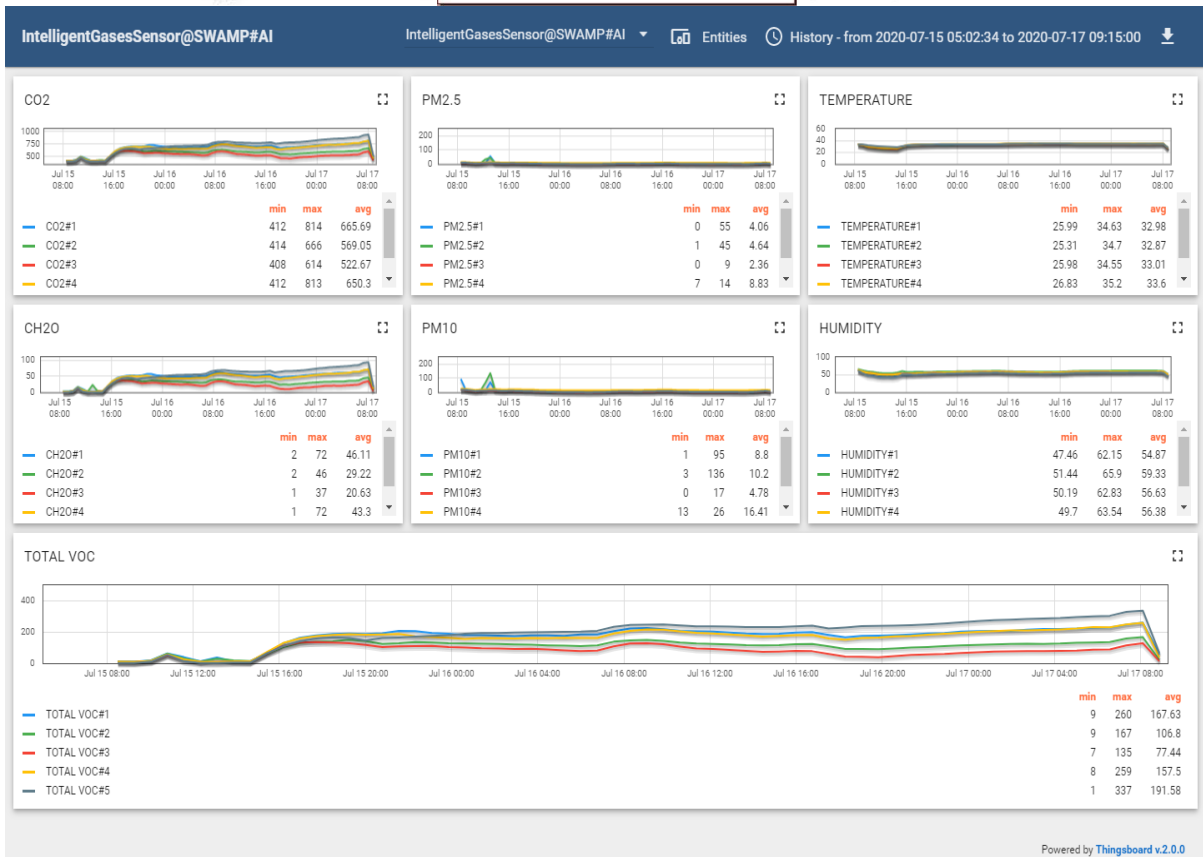 IntelligentGasesSensor@SWAMP#AI
IntelligentGasesSensor@SWAMP#AI Entities History - from 2020-07-15 05:02:34 to 2020-07-17 09:15:00
CO2
1000
750
500
Jul 15 08:00 Jul 15 16:00 Jul 16 00:00 Jul 16 08:00 Jul 16 16:00 Jul 17 00:00 Jul 17 08:00
min max avg
CO2#1 412 814 665.69
CO2#2 414 666 569.05
CO2#3 408 614 522.67
CO2#4 412 813 650.3
PM2.5
200
100
0
Jul 15 08:00 Jul 15 16:00 Jul 16 00:00 Jul 16 08:00 Jul 16 16:00 Jul 17 00:00 Jul 17 08:00
min max avg
PM2.5#1 0 55 4.06
PM2.5#2 1 45 4.64
PM2.5#3 0 9 2.36
PM2.5#4 7 14 8.83
TEMPERATURE
60
40
20
0
Jul 15 08:00 Jul 15 16:00 Jul 16 00:00 Jul 16 08:00 Jul 16 16:00 Jul 17 00:00 Jul 17 08:00
min max avg
TEMPERATURE#1 25.99 34.63 32.98
TEMPERATURE#2 25.31 34.7 32.87
TEMPERATURE#3 25.98 34.55 33.01
TEMPERATURE#4 26.83 35.2 33.6
CH2O
100
50
0
Jul 15 08:00 Jul 15 16:00 Jul 16 00:00 Jul 16 08:00 Jul 16 16:00 Jul 17 00:00 Jul 17 08:00
min max avg
CH2O#1 2 72 46.11
CH2O#2 2 46 29.22
CH2O#3 1 37 20.63
CH2O#4 1 72 43.3
PM10
200
100
0
Jul 15 08:00 Jul 15 16:00 Jul 16 00:00 Jul 16 08:00 Jul 16 16:00 Jul 17 00:00 Jul 17 08:00
min max avg
PM10#1 1 95 8.8
PM10#2 3 136 10.2
PM10#3 0 17 4.78
PM10#4 13 26 16.41
HUMIDITY
100
50
0
Jul 15 08:00 Jul 15 16:00 Jul 16 00:00 Jul 16 08:00 Jul 16 16:00 Jul 17 00:00 Jul 17 08:00
min max avg
HUMIDITY#1 47.46 62.15 54.87
HUMIDITY#2 51.44 65.9 59.33
HUMIDITY#3 50.19 62.83 56.63
HUMIDITY#4 49.7 63.54 56.38
TOTAL VOC
400
200
0
Jul 15 08:00 Jul 15 12:00 Jul 15 16:00 Jul 15 20:00 Jul 16 00:00 Jul 16 04:00 Jul 16 08:00 Jul 16 12:00 Jul 16 16:00 Jul 16 20:00 Jul 17 00:00 Jul 17 04:00 Jul 17 08:00
min max avg
TOTAL VOC#1 9 260 167.63
TOTAL VOC#2 9 167 106.8
TOTAL VOC#3 7 135 77.44
TOTAL VOC#4 8 259 157.5
TOTAL VOC#5 1 337 191.58
Powered by Thingsboard v.2.0.0